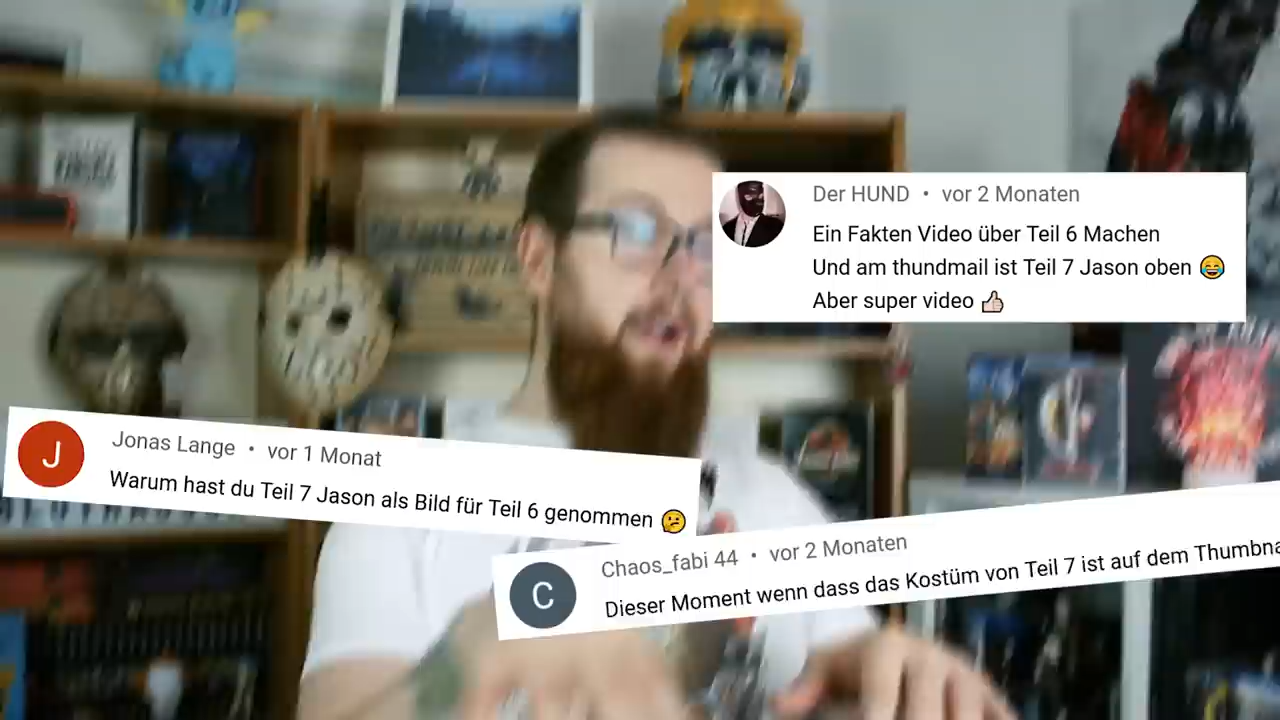 Der HUND • vor 2 Monaten
Ein Fakten Video über Teil 6 Machen
Und am thundmail ist Teil 7 Jason oben 😂
Aber super video 👍🏻
J
Jonas Lange • vor 1 Monat
Warum hast du Teil 7 Jason als Bild für Teil 6 genommen 🤔
C
Chaos_fabi 44 • vor 2 Monaten
Dieser Moment wenn dass das Kostüm von Teil 7 ist auf dem Thumbna